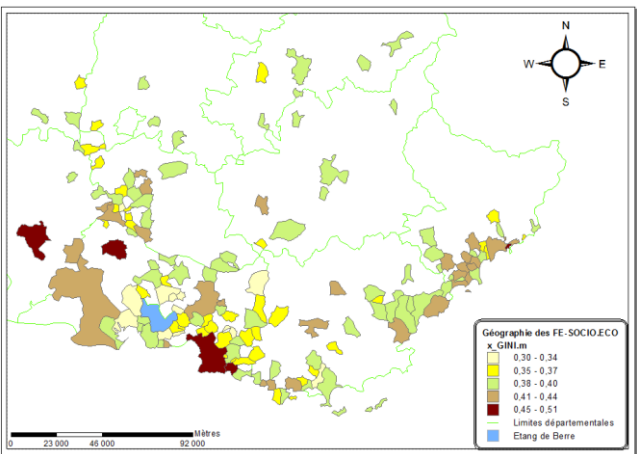 N
W E
S
Géographie des FE-SOCIO.ECO
x_GINI.m
0,30 - 0,34
0,35 - 0,37
0,38 - 0,40
0,41 - 0,44
0,45 - 0,51
Limites départementales
Etang de Berre
Mètres
0 23 000 46 000 92 000